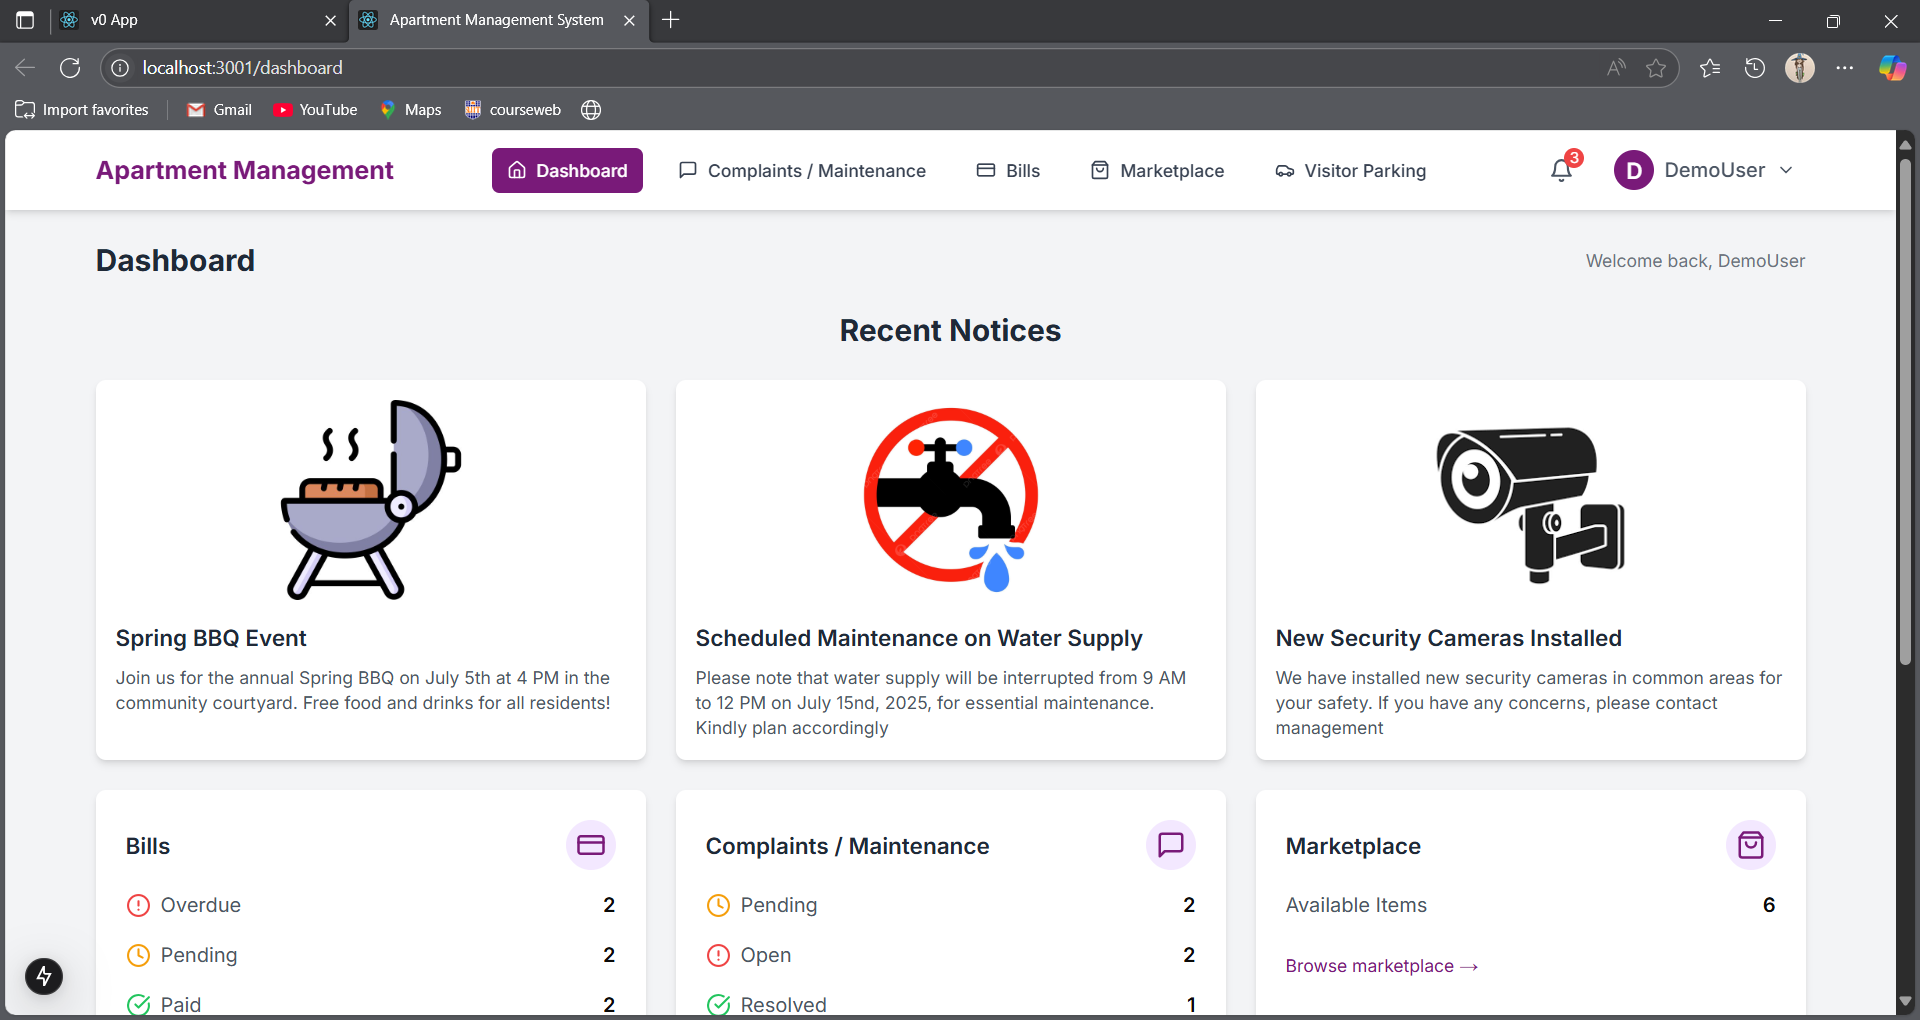 v0 App
Apartment Management System
localhost:3001/dashboard
Import favorites
Gmail
YouTube
Maps
courseweb
Apartment Management
Dashboard
Complaints / Maintenance
Bills
Marketplace
Visitor Parking
3
D
DemoUser
Dashboard
Welcome back, DemoUser
Recent Notices
Spring BBQ Event
Join us for the annual Spring BBQ on July 5th at 4 PM in the
community courtyard. Free food and drinks for all residents!
Scheduled Maintenance on Water Supply
Please note that water supply will be interrupted from 9 AM
to 12 PM on July 15nd, 2025, for essential maintenance.
Kindly plan accordingly
New Security Cameras Installed
We have installed new security cameras in common areas for
your safety. If you have any concerns, please contact
management
Bills
Overdue 2
Pending 2
Paid 2
Complaints / Maintenance
Pending 2
Open 2
Resolved 1
Marketplace
Available Items 6
Browse marketplace →